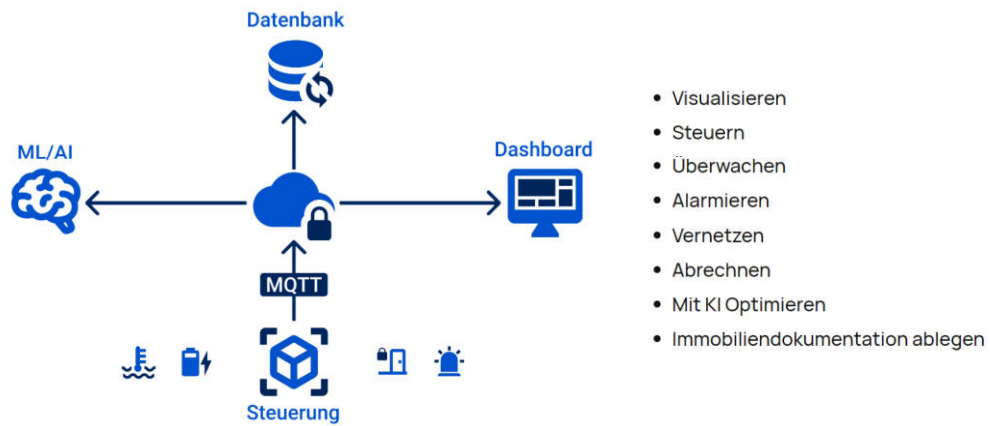 Datenbank
ML/AI
Dashboard
MQTT
Steuerung
• Visualisieren
• Steuern
• Überwachen
• Alarmieren
• Vernetzen
• Abrechnen
• Mit KI Optimieren
• Immobiliendokumentation ablegen